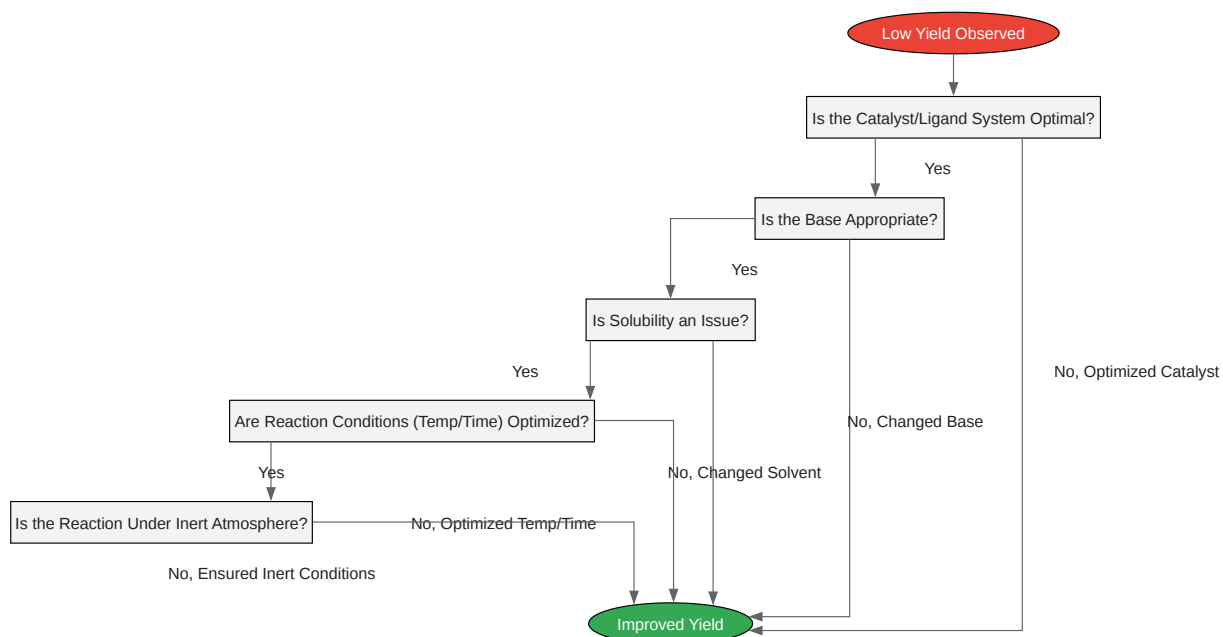 Low Yield Observed
Is the Catalyst/Ligand System Optimal?
Yes
Is the Base Appropriate?
Yes
Is Solubility an Issue?
Yes
No, Optimized Catalyst
Are Reaction Conditions (Temp/Time) Optimized?
No, Changed Base
Yes
No, Changed Solvent
Is the Reaction Under Inert Atmosphere?
No, Optimized Temp/Time
No, Ensured Inert Conditions
Improved Yield